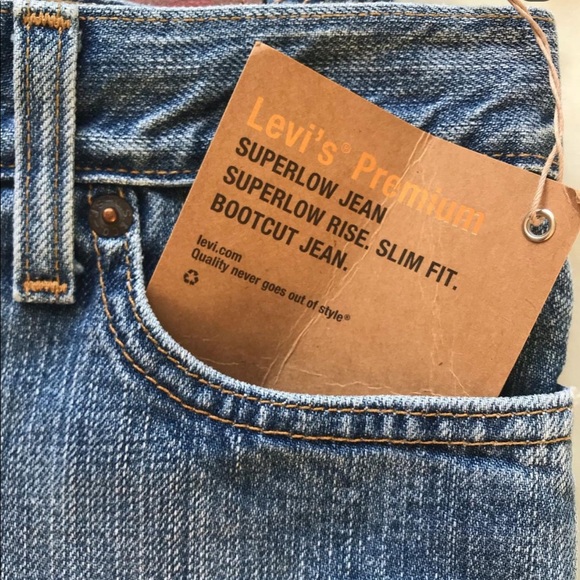 Levi's® Premium
SUPERLOW JEAN
SUPERLOW RISE. SLIM FIT.
BOOTCUT JEAN.
levi.com
Quality never goes out of style®